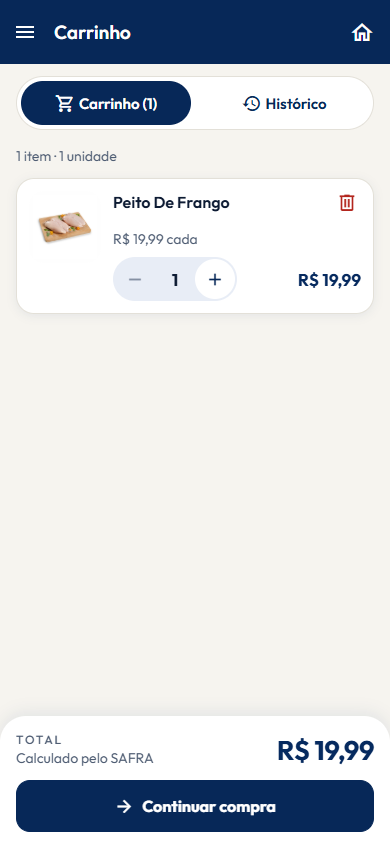 Carrinho
Carrinho (1)
Histórico
1 item · 1 unidade
Peito De Frango
R$ 19,99 cada
1
R$ 19,99
TOTAL
Calculado pelo SAFRA
R$ 19,99
Continuar compra